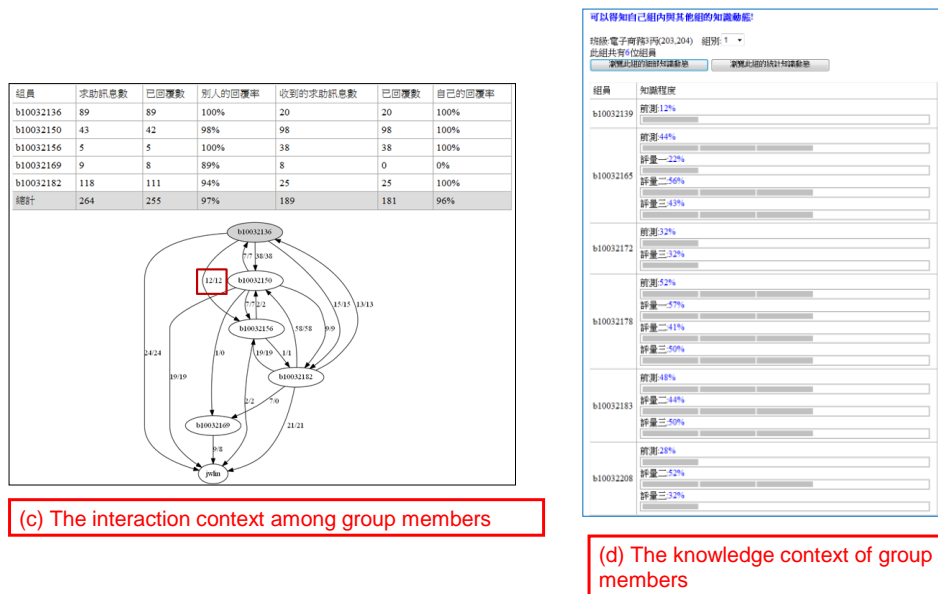 組員 求助訊息數 已回覆數 別人的回覆率 收到的求助訊息數 已回覆數 自己的回覆率
b10032136 89 89 100% 20 20 100%
b10032150 43 42 98% 98 98 100%
b10032156 5 5 100% 38 38 100%
b10032169 9 8 89% 8 0 0%
b10032182 118 111 94% 25 25 100%
總計 264 255 97% 189 181 96%
b10032136
7/7 38/38
12/12 b10032150
7/7 2/2 15/15 13/13
b10032156 58/58 9/9
24/24 1/0 19/19 1/1
19/19 b10032182
2/2 7/0
b10032169 21/21
9/8
jwlin
(c) The interaction context among group members
可以得知自己組內與其他組的知識動態!
班級:電子商務3丙(203,204) 組別: 1
此組共有6位組員
瀏覽此組的細部知識動態 瀏覽此組的統計知識動態
組員 知識程度
b10032139 前測:12%
b10032165 前測:44%
評量一:22%
評量二:56%
評量三:43%
b10032172 前測:32%
評量三:32%
b10032178 前測:52%
評量一:57%
評量二:41%
評量三:50%
b10032183 前測:48%
評量二:44%
評量三:50%
b10032208 前測:28%
評量二:52%
評量三:32%
(d) The knowledge context of group
members